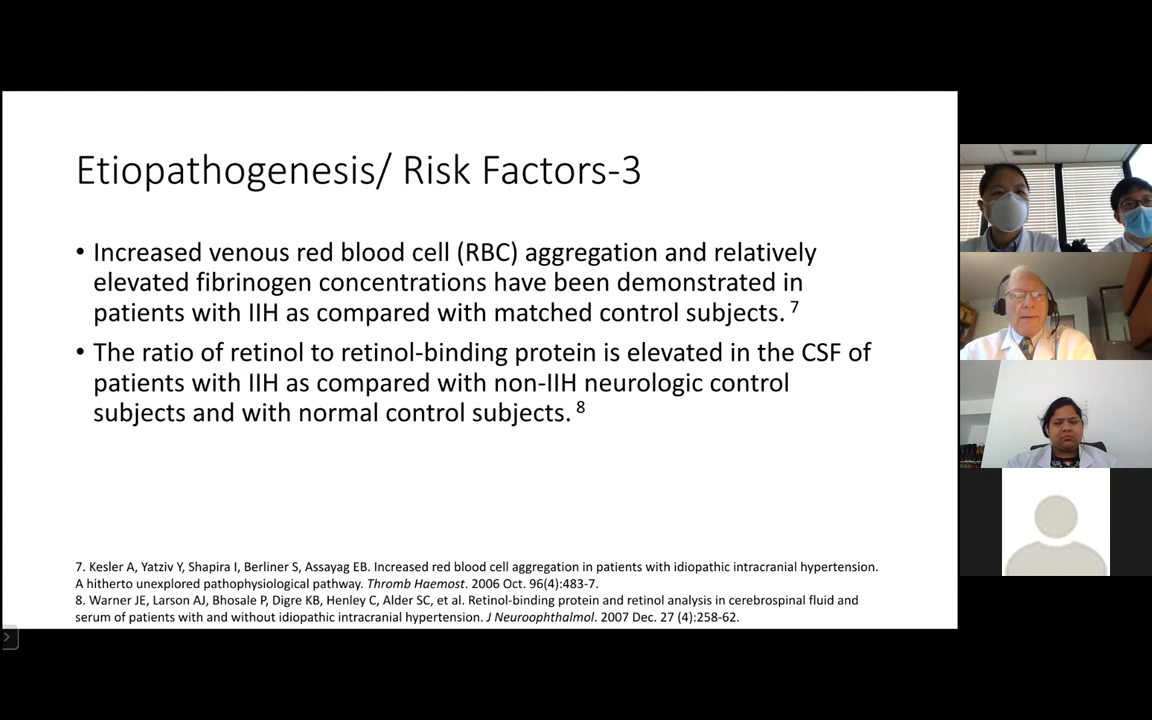 Etiopathogenesis/ Risk Factors-3
• Increased venous red blood cell (RBC) aggregation and relatively
elevated fibrinogen concentrations have been demonstrated in
patients with IIH as compared with matched control subjects. 7
• The ratio of retinol to retinol-binding protein is elevated in the CSF of
patients with IIH as compared with non-IIH neurologic control
subjects and with normal control subjects. 8
7. Kesler A, Yatziv Y, Shapira I, Berliner S, Assayag EB. Increased red blood cell aggregation in patients with idiopathic intracranial hypertension.
A hitherto unexplored pathophysiological pathway. Thromb Haemost. 2006 Oct. 96(4):483-7.
8. Warner JE, Larson AJ, Bhosale P, Digre KB, Henley C, Alder SC, et al. Retinol-binding protein and retinol analysis in cerebrospinal fluid and
serum of patients with and without idiopathic intracranial hypertension. J Neuroophthalmol. 2007 Dec. 27 (4):258-62.